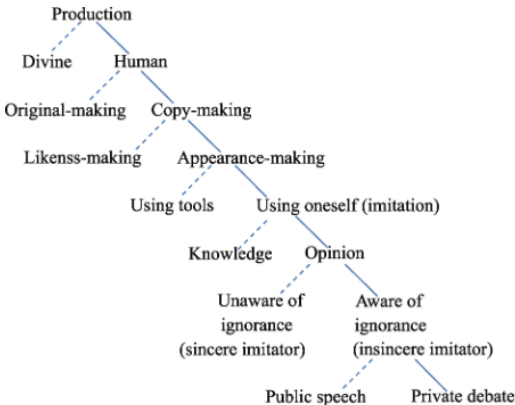 Production
Divine Human
Original-making Copy-making
Likenss-making Appearance-making
Using tools Using oneself (imitation)
Knowledge Opinion
Unaware of Aware of
ignorance ignorance
(sincere imitator) (insincere imitator)
Public speech Private debate